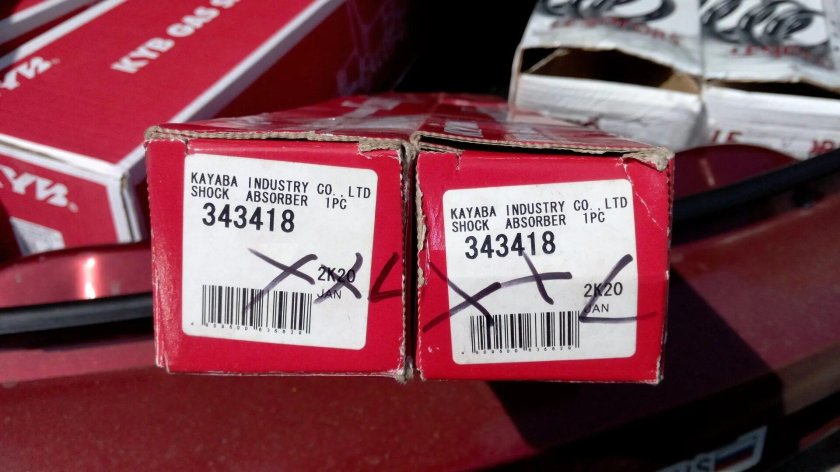 KYB
KYB GAS S
KYB
KAYABA INDUSTRY CO.,LTD
SHOCK ABSORBER 1PC
343418
2K20
JAN
KAYABA INDUSTRY CO.,LTD
SHOCK ABSORBER 1PC
343418
2K20
JAN